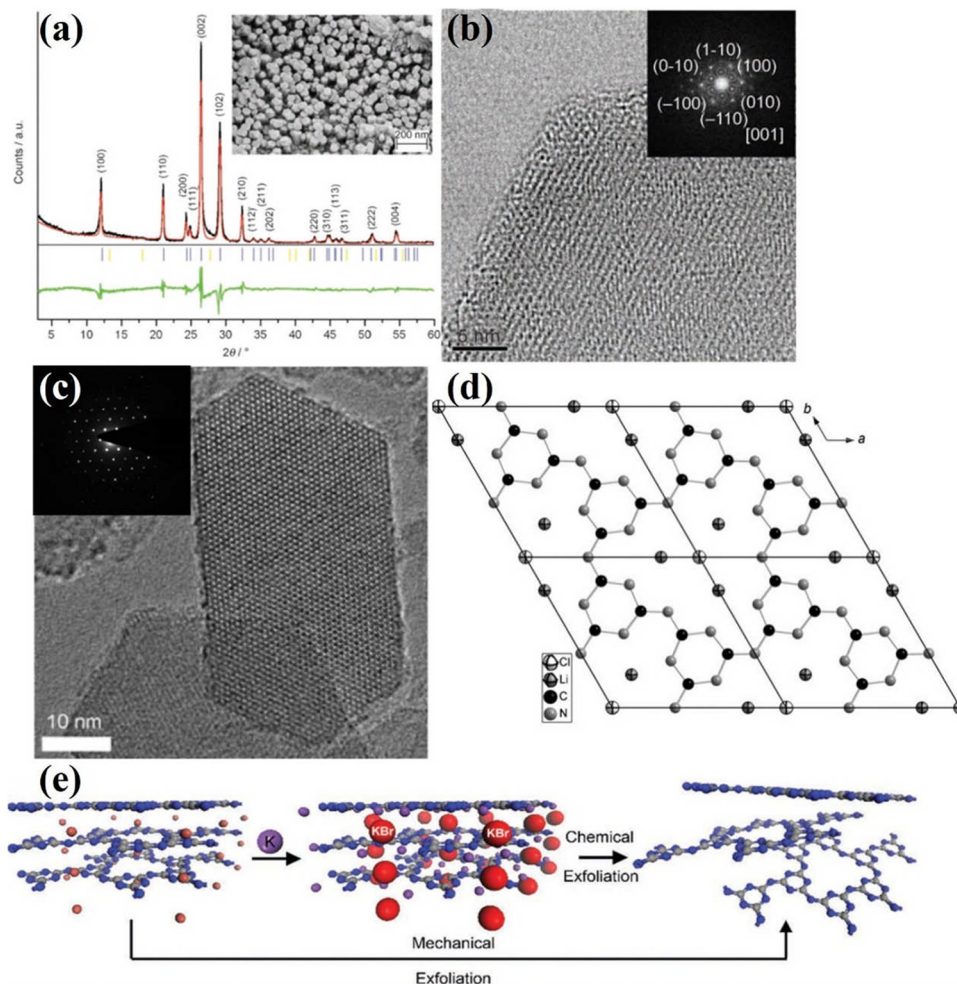 (a)
Counts / a.u.
(100)
(110)
(200)
(111)
(002)
(102)
(210)
(112)
(211)
(202)
(220)
(310)
(113)
(311)
(222)
(004)
200 nm
5 10 15 20 25 30 35 40 45 50 55 60
2θ / °
(b)
(1-10)
(0-10) (100)
(–100) (010)
(–110)
[001]
5 nm
(c)
10 nm
(d)
b
a
Cl
Li
C
N
(e)
K
KBr KBr
Chemical
Exfoliation
Mechanical
Exfoliation